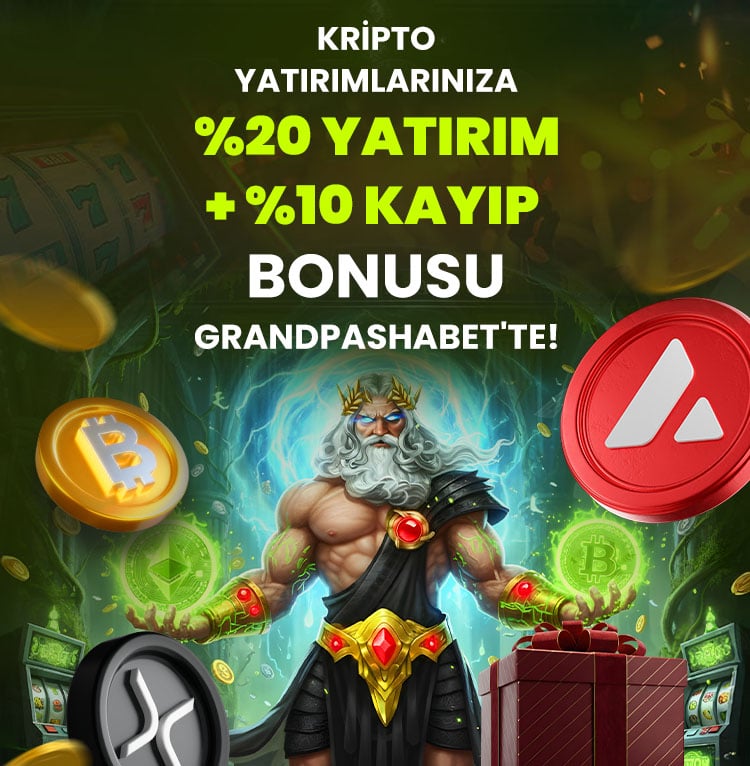 KRİPTO
YATIRIMLARINIZA
%20 YATIRIM
+ %10 KAYIP
BONUSU
GRANDPASHABET'TE!